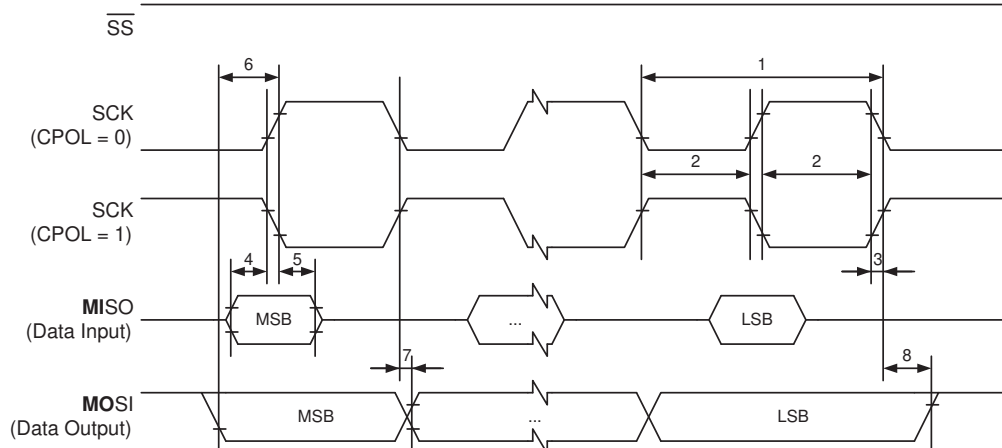 SS
6
1
SCK
(CPOL = 0)
2
2
SCK
(CPOL = 1)
4
5
3
MISO
(Data Input)
MSB
...
LSB
7
8
MOSI
(Data Output)
MSB
...
LSB